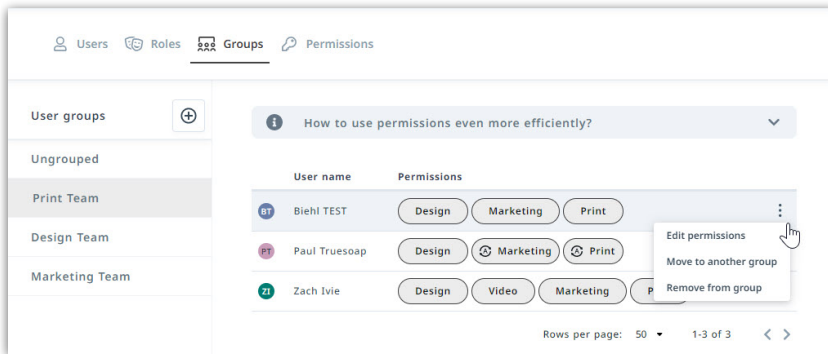 Users Roles Groups Permissions
User groups
Ungrouped
Print Team
Design Team
Marketing Team
How to use permissions even more efficiently?
User name Permissions
BT Biehl TEST Design Marketing Print
PT Paul Truesoap Design A Marketing A Print
ZI Zach Ivie Design Video Marketing
Edit permissions
Move to another group
Remove from group
Rows per page: 50 1-3 of 3